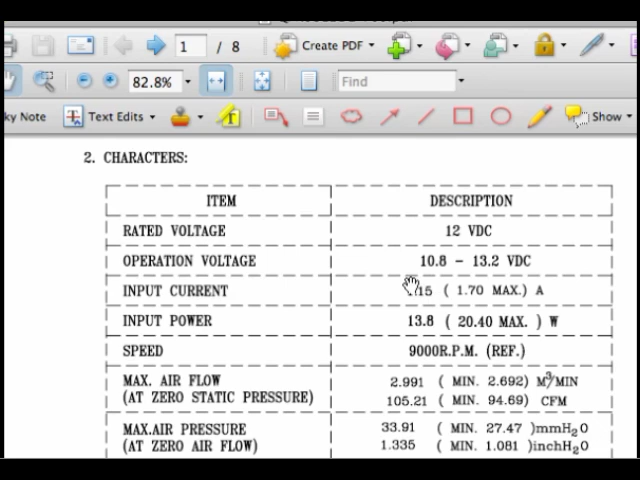 1 / 8 Create PDF
82.8% Find
ky Note Text Edits T Show
2. CHARACTERS:
ITEM DESCRIPTION
RATED VOLTAGE 12 VDC
OPERATION VOLTAGE 10.8 - 13.2 VDC
INPUT CURRENT .15 ( 1.70 MAX.) A
INPUT POWER 13.8 ( 20.40 MAX. ) W
SPEED 9000R.P.M. (REF.)
MAX. AIR FLOW 2.991 ( MIN. 2.692) M³/MIN
(AT ZERO STATIC PRESSURE) 105.21 ( MIN. 94.69) CFM
MAX.AIR PRESSURE 33.91 ( MIN. 27.47 )mmH₂O
(AT ZERO AIR FLOW) 1.335 ( MIN. 1.081 )inchH₂O